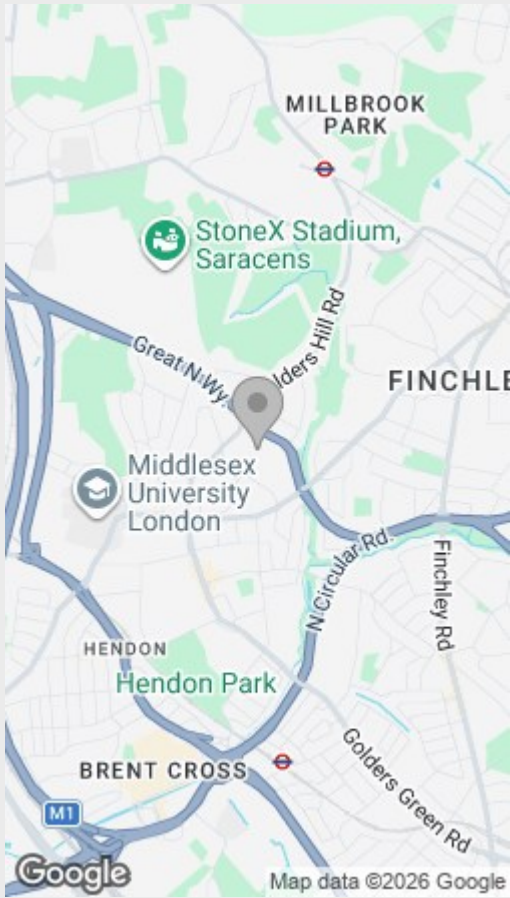 MILLBROOK
PARK
StoneX Stadium,
Saracens
Great N Wy.
lders Hill Rd
FINCHLE
Middlesex
University
London
N Circular Rd.
Finchley Rd
HENDON
Hendon Park
BRENT CROSS
Golders Green Rd
M1
Google
Map data ©2026 Google